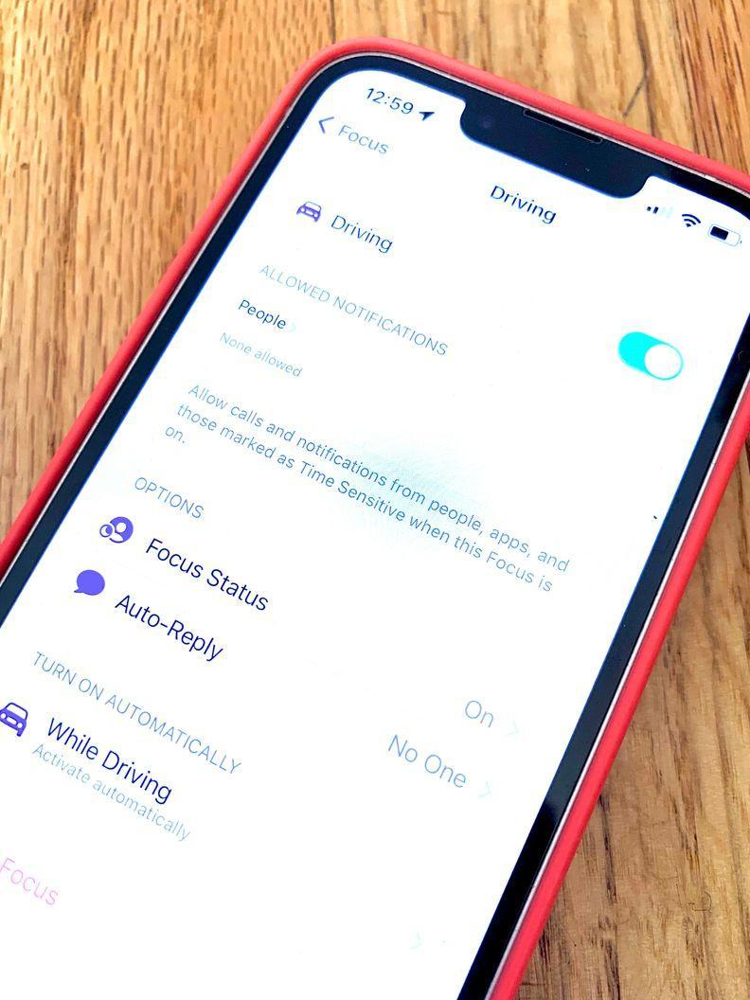 12:59
Focus
Driving
Driving
ALLOWED NOTIFICATIONS
People
None allowed
Allow calls and notifications from people, apps, and
those marked as Time Sensitive when this Focus is
on.
OPTIONS
Focus Status
On
Auto-Reply
No One
TURN ON AUTOMATICALLY
While Driving
Activate automatically
Focus